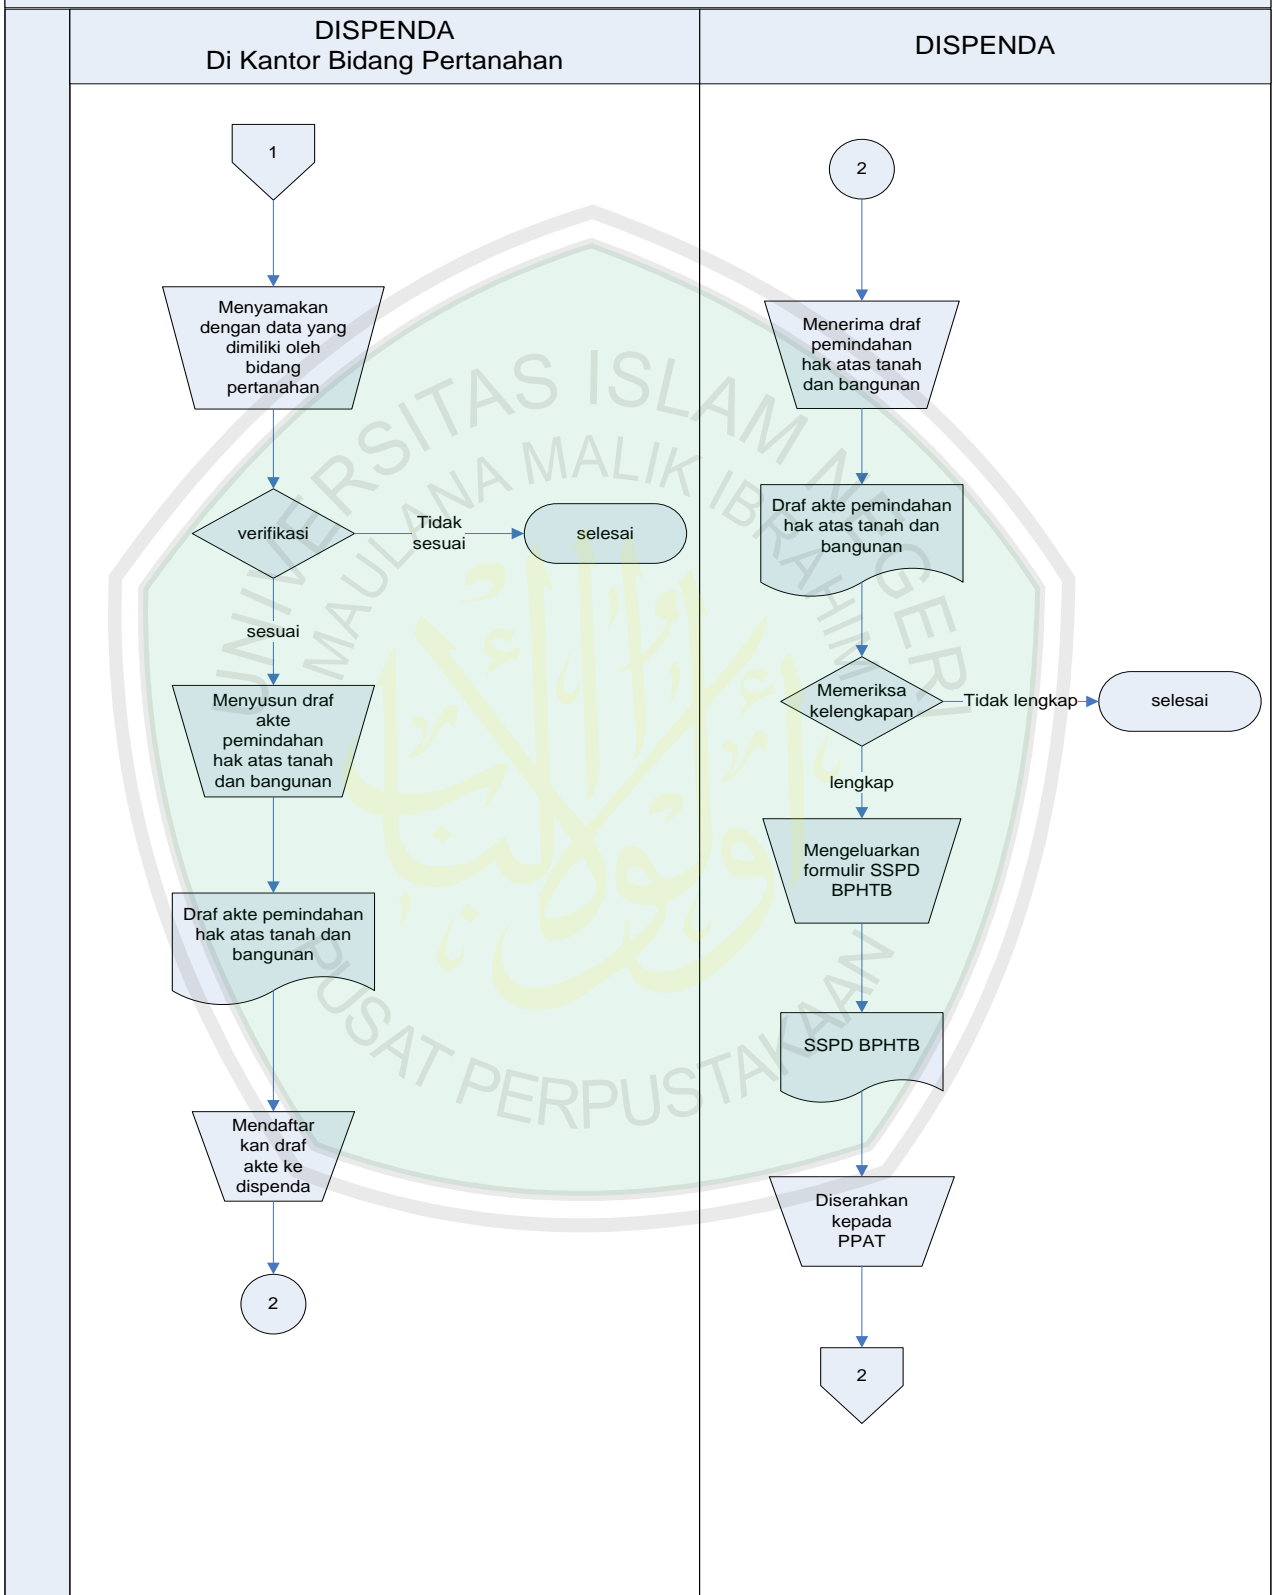 DISPENDA
Di Kantor Bidang Pertanahan
1
Menyamakan
dengan data yang
dimiliki oleh
bidang
pertanahan
verifikasi
Tidak
sesuai
selesai
sesuai
Menyusun draf
akte
pemindahan
hak atas tanah
dan bangunan
Draf akte pemindahan
hak atas tanah dan
bangunan
Mendaftar
kan draf
akte ke
dispenda
2
DISPENDA
2
Menerima draf
pemindahan
hak atas tanah
dan bangunan
Draf akte pemindahan
hak atas tanah dan
bangunan
Memeriksa
kelengkapan
Tidak lengkap
selesai
lengkap
Mengeluarkan
formulir SSPD
BPHTB
SSPD BPHTB
Diserahkan
kepada
PPAT
2
UNIVERSITAS ISLAM NEGERI
MAULANA MALIK IBRAHIM
PUSAT PERPUSTAKAAN